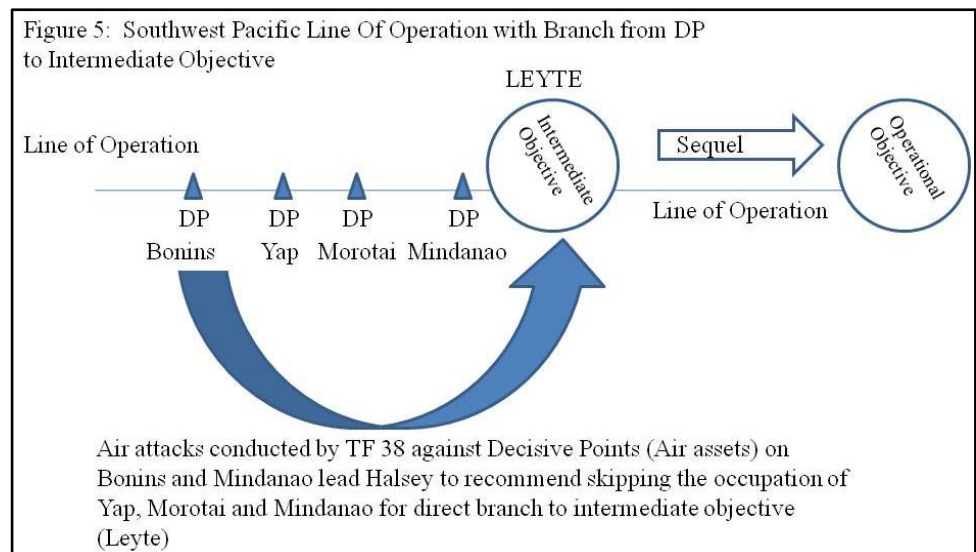 Figure 5: Southwest Pacific Line Of Operation with Branch from DP
to Intermediate Objective
LEYTE
Line of Operation
Intermediate
Objective
Sequel
Operational
Objective
DP DP DP DP
Line of Operation
Bonins Yap Morotai Mindanao
Air attacks conducted by TF 38 against Decisive Points (Air assets) on
Bonins and Mindanao lead Halsey to recommend skipping the occupation of
Yap, Morotai and Mindanao for direct branch to intermediate objective
(Leyte)